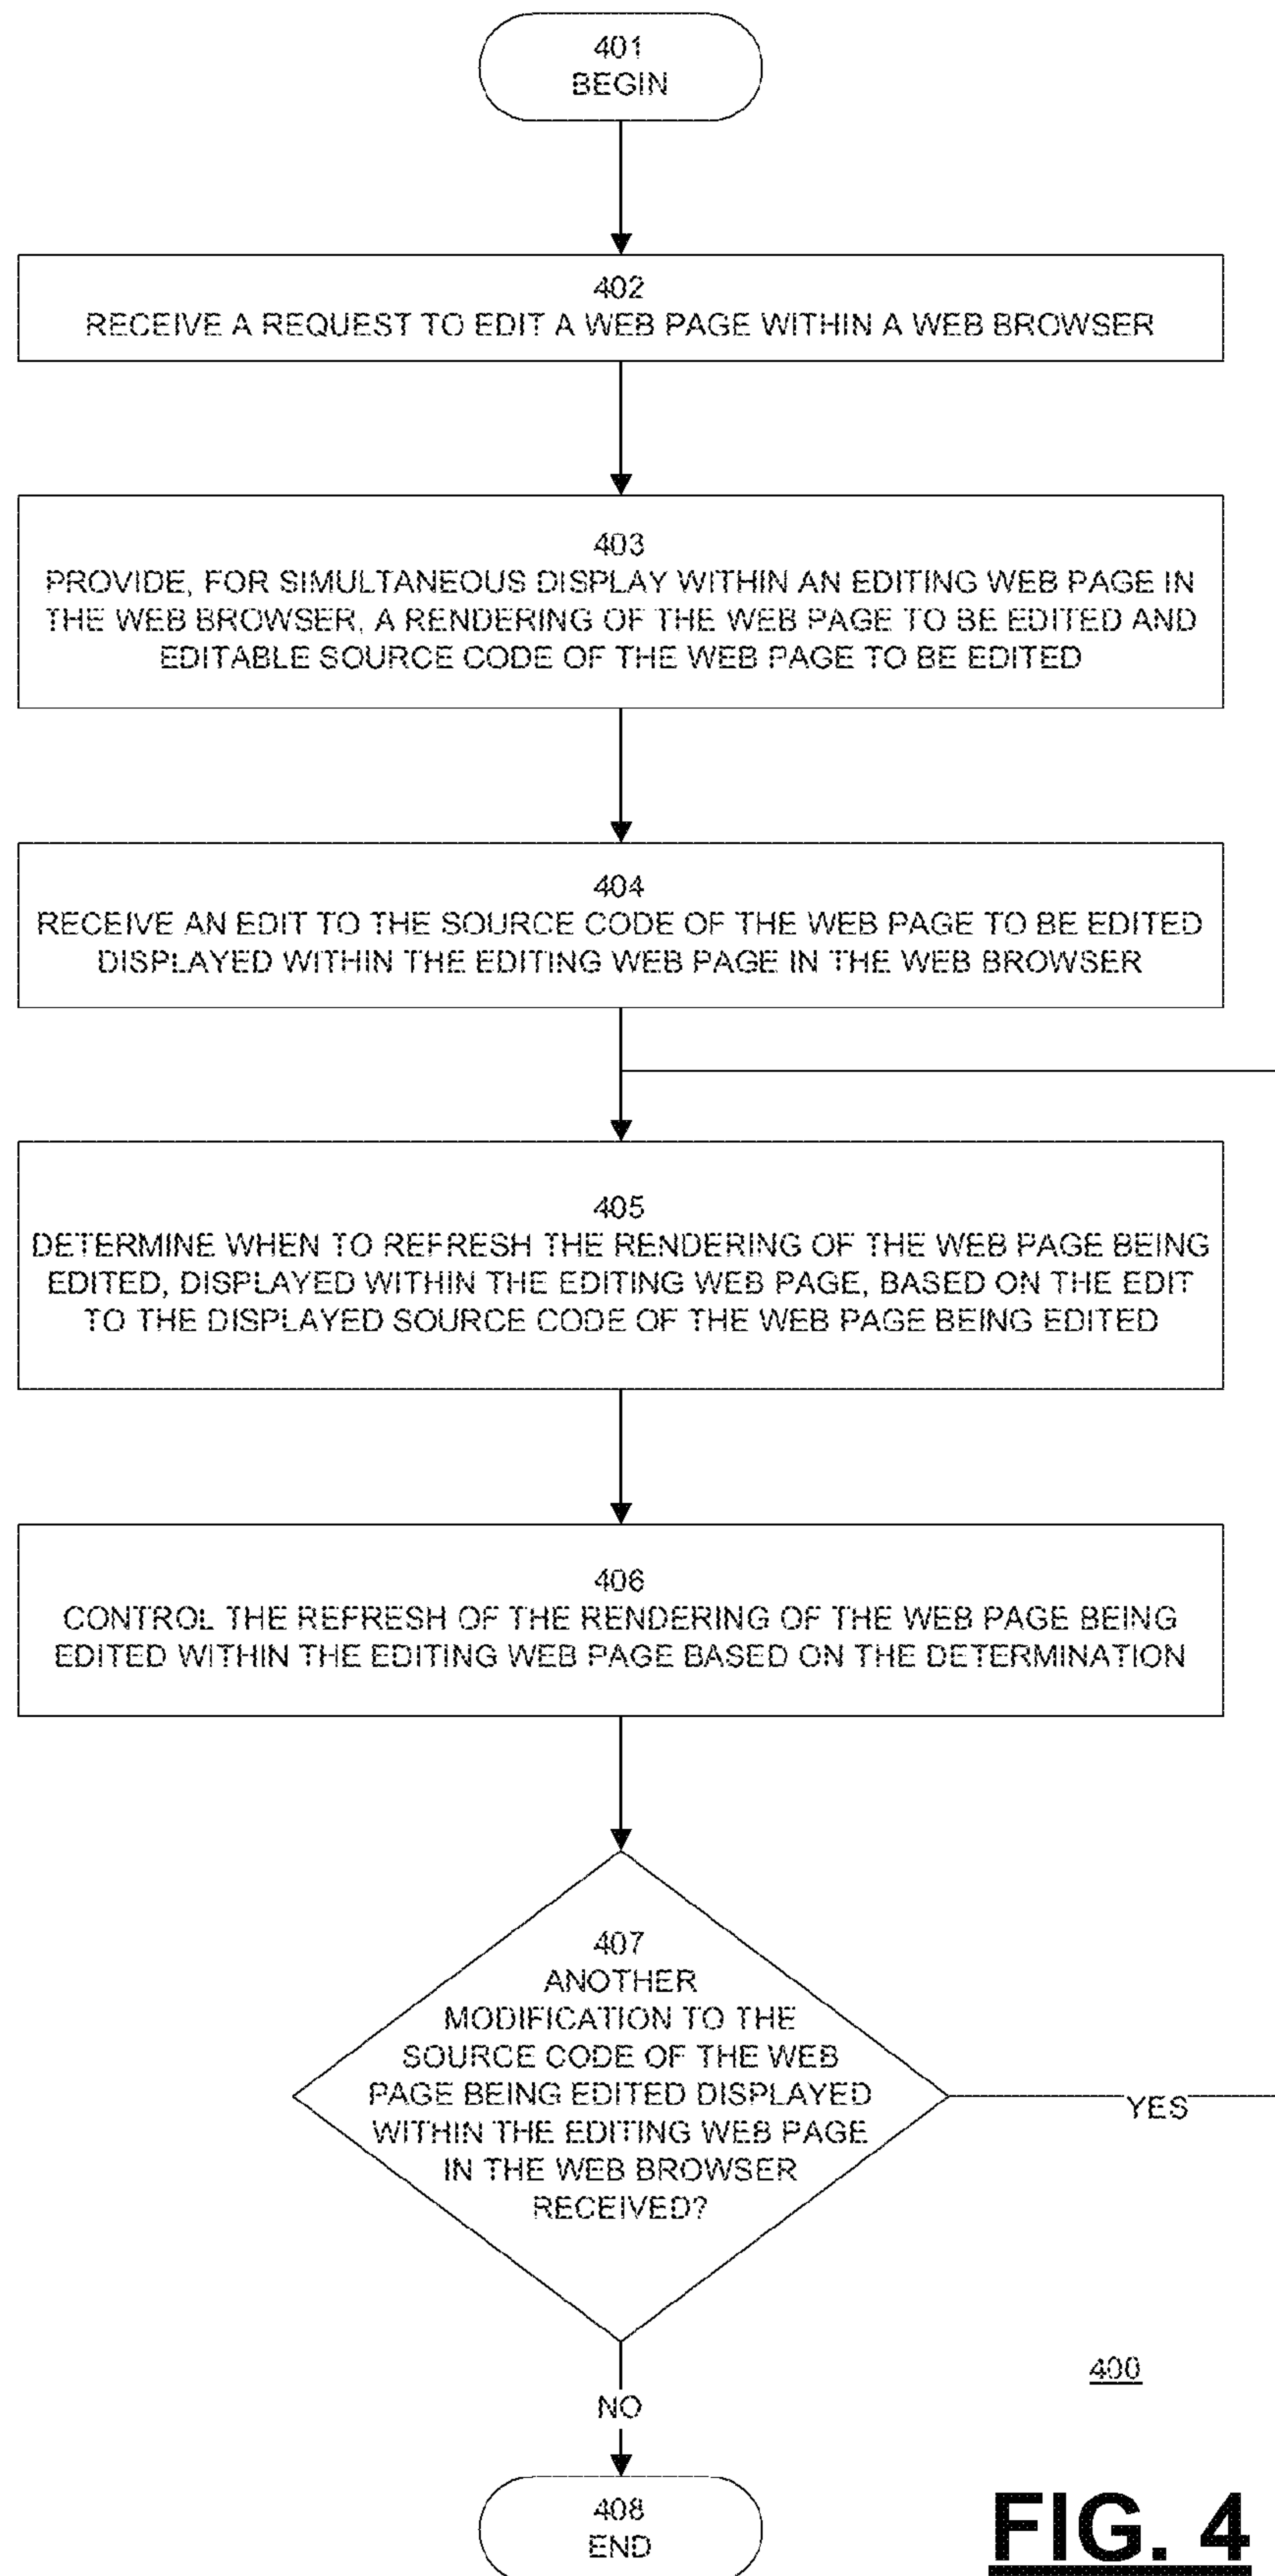 401
BEGIN
402
RECEIVE A REQUEST TO EDIT A WEB PAGE WITHIN A WEB BROWSER
403
PROVIDE, FOR SIMULTANEOUS DISPLAY WITHIN AN EDITING WEB PAGE IN
THE WEB BROWSER, A RENDERING OF THE WEB PAGE TO BE EDITED AND
EDITABLE SOURCE CODE OF THE WEB PAGE TO BE EDITED
404
RECEIVE AN EDIT TO THE SOURCE CODE OF THE WEB PAGE TO BE EDITED
DISPLAYED WITHIN THE EDITING WEB PAGE IN THE WEB BROWSER
405
DETERMINE WHEN TO REFRESH THE RENDERING OF THE WEB PAGE BEING
EDITED, DISPLAYED WITHIN THE EDITING WEB PAGE, BASED ON THE EDIT
TO THE DISPLAYED SOURCE CODE OF THE WEB PAGE BEING EDITED
406
CONTROL THE REFRESH OF THE RENDERING OF THE WEB PAGE BEING
EDITED WITHIN THE EDITING WEB PAGE BASED ON THE DETERMINATION
407
ANOTHER
MODIFICATION TO THE
SOURCE CODE OF THE WEB
PAGE BEING EDITED DISPLAYED
WITHIN THE EDITING WEB PAGE
IN THE WEB BROWSER
RECEIVED?
YES
NO
408
END
400
FIG. 4